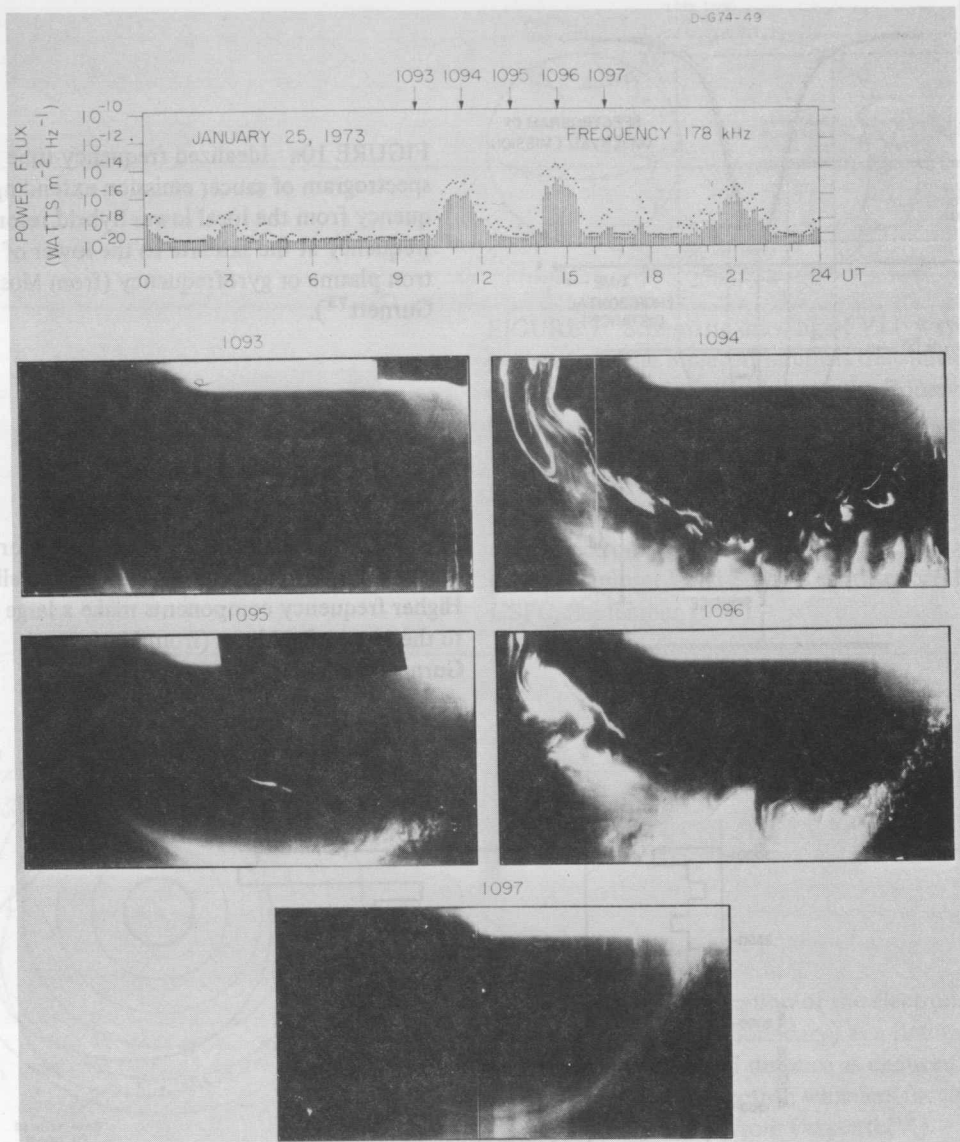 D-G74-49
1093 1094 1095 1096 1097
POWER FLUX
(WATTS m⁻² Hz⁻¹)
10⁻¹⁰
10⁻¹²
10⁻¹⁴
10⁻¹⁶
10⁻¹⁸
10⁻²⁰
JANUARY 25, 1973 FREQUENCY 178 kHz
0 3 6 9 12 15 18 21 24 UT
1093 1094
1095 1096
1097